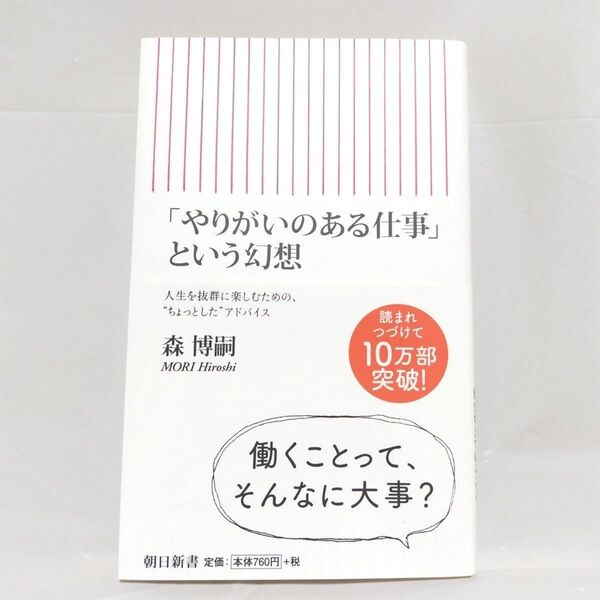 「やりがいのある仕事」
という幻想
人生を抜群に楽しむための、
“ちょっとした”アドバイス
森 博嗣
MORI Hiroshi
読まれ
つづけて
10万部
突破!
働くことって、
そんなに大事?
朝日新書 定価:本体760円+税